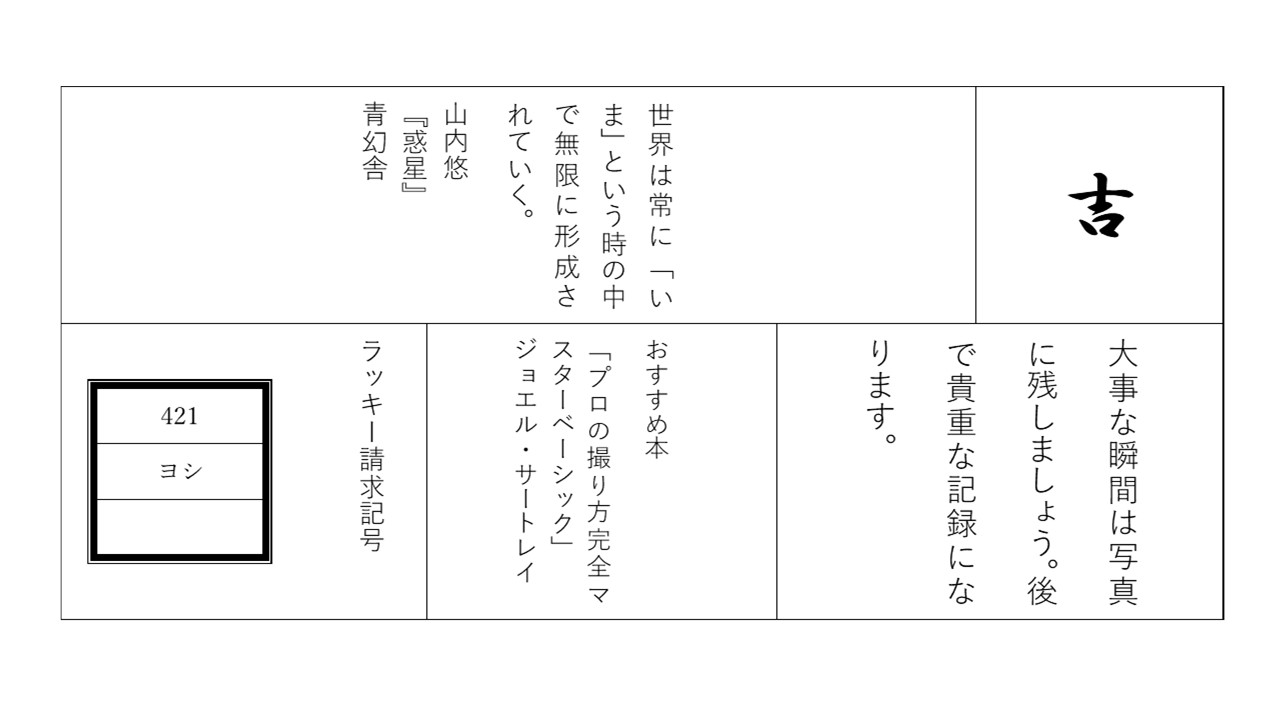 吉
世界は常に「い
ま」という時の中
で無限に形成さ
れていく。
山内悠
『惑星』
青幻舎
大事な瞬間は写真
に残しましょう。後
で貴重な記録にな
ります。
おすすめ本
「プロの撮り方完全マ
スターベーシック」
ジョエル・サートレイ
ラッキー請求記号
421
ヨシ